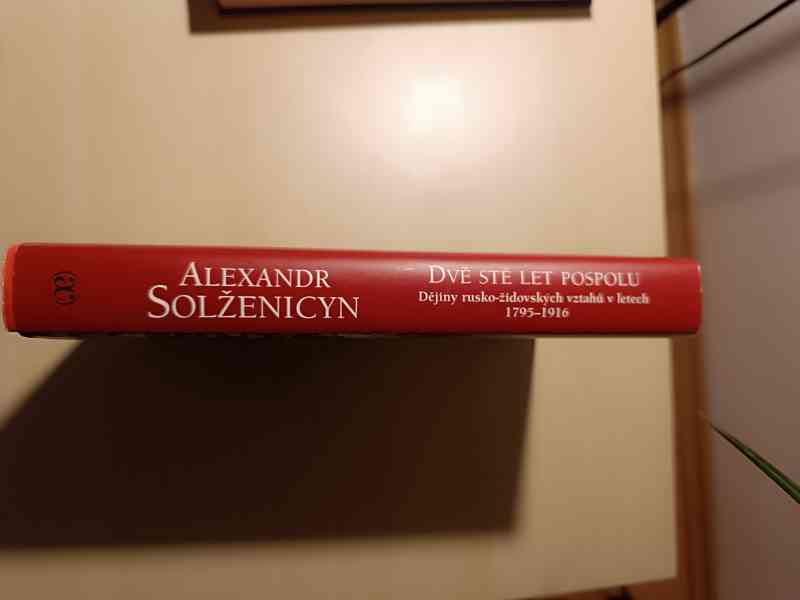 ALEXANDR
SOLŽENICYN
DVĚ STĚ LET POSPOLU
Dějiny rusko-židovských vztahů v letech
1795–1916